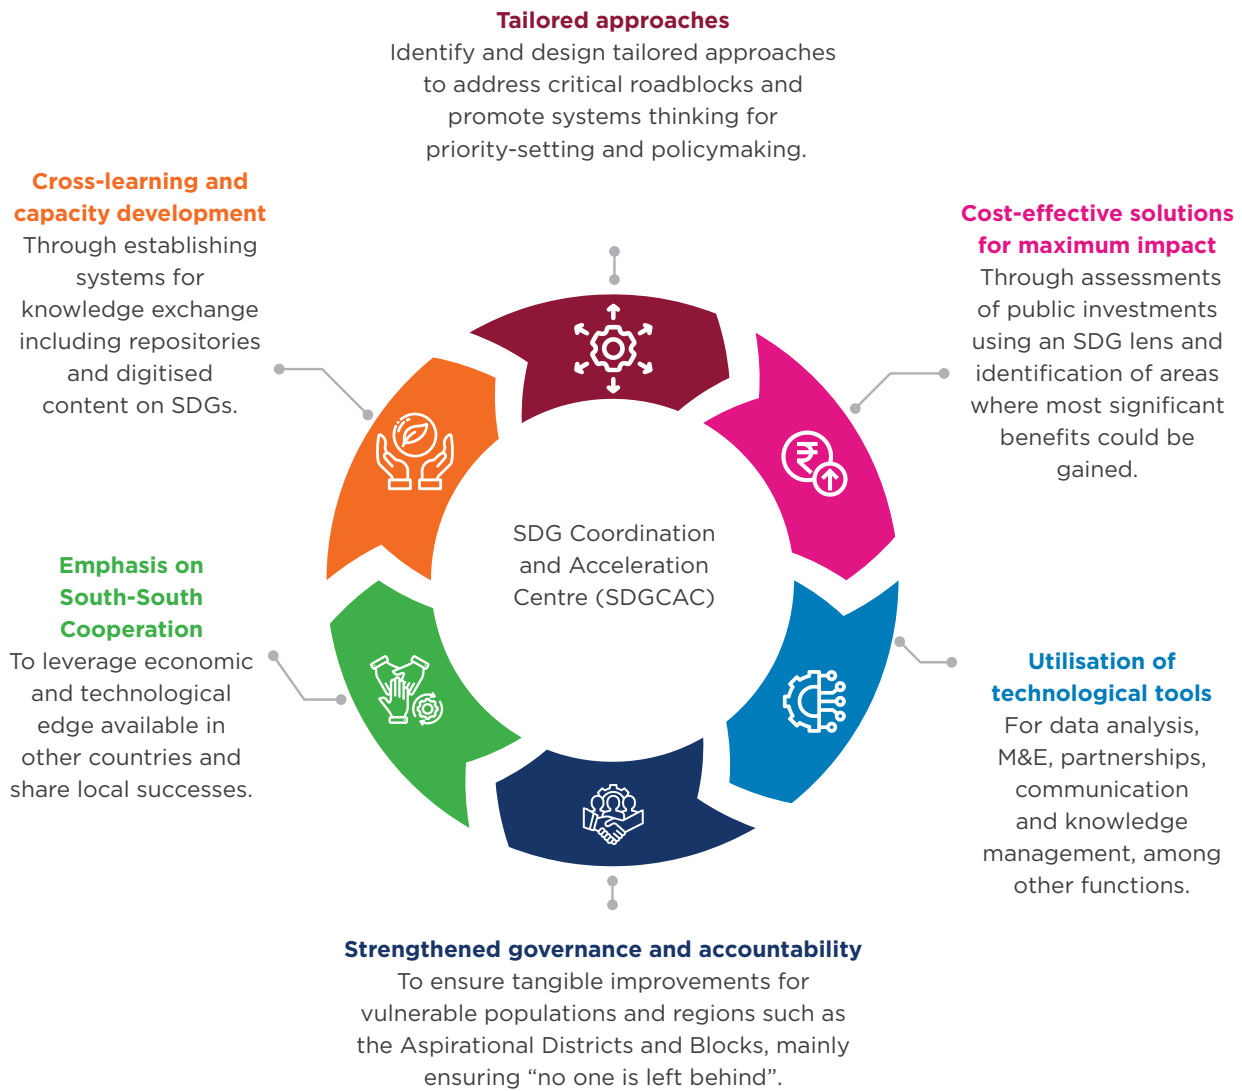 Tailored approaches
Identify and design tailored approaches
to address critical roadblocks and
promote systems thinking for
priority-setting and policymaking.
Cross-learning and
capacity development
Through establishing
systems for
knowledge exchange
including repositories
and digitised
content on SDGs.
Cost-effective solutions
for maximum impact
Through assessments
of public investments
using an SDG lens and
identification of areas
where most significant
benefits could be
gained.
₹
SDG Coordination
and Acceleration
Centre (SDGCAC)
Emphasis on
South-South
Cooperation
To leverage economic
and technological
edge available in
other countries and
share local successes.
Utilisation of
technological tools
For data analysis,
M&E, partnerships,
communication
and knowledge
management, among
other functions.
Strengthened governance and accountability
To ensure tangible improvements for
vulnerable populations and regions such as
the Aspirational Districts and Blocks, mainly
ensuring “no one is left behind”.